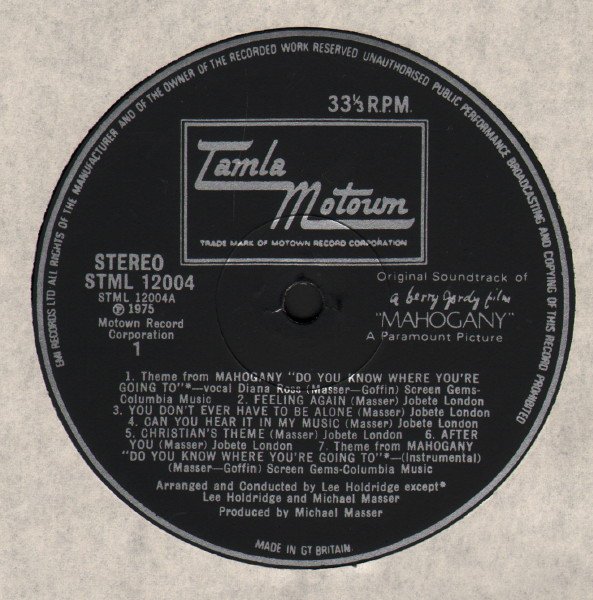 EMI RECORDS LTD ALL RIGHTS OF THE MANUFACTURER AND OF THE OWNER OF THE RECORDED WORK RESERVED UNAUTHORISED PUBLIC PERFORMANCE BROADCASTING AND COPYING OF THIS RECORD PROHIBITED
33⅓ R.P.M.
Tamla
Motown
TRADE MARK OF MOTOWN RECORD CORPORATION
STEREO
STML 12004
STML 12004A
℗ 1975
Motown Record
Corporation
1
Original Soundtrack of
a berry gordy film
"MAHOGANY"
A Paramount Picture
1. Theme from MAHOGANY "DO YOU KNOW WHERE YOU'RE
GOING TO"*—vocal Diana Ross (Masser—Goffin) Screen Gems-
Columbia Music 2. FEELING AGAIN (Masser) Jobete London
3. YOU DON'T EVER HAVE TO BE ALONE (Masser) Jobete London
4. CAN YOU HEAR IT IN MY MUSIC (Masser) Jobete London
5. CHRISTIAN'S THEME (Masser) Jobete London 6. AFTER
YOU (Masser) Jobete London 7. Theme from MAHOGANY
"DO YOU KNOW WHERE YOU'RE GOING TO"*—(Instrumental)
(Masser—Goffin) Screen Gems-Columbia Music
Arranged and Conducted by Lee Holdridge except*
Lee Holdridge and Michael Masser
Produced by Michael Masser
MADE IN GT BRITAIN.